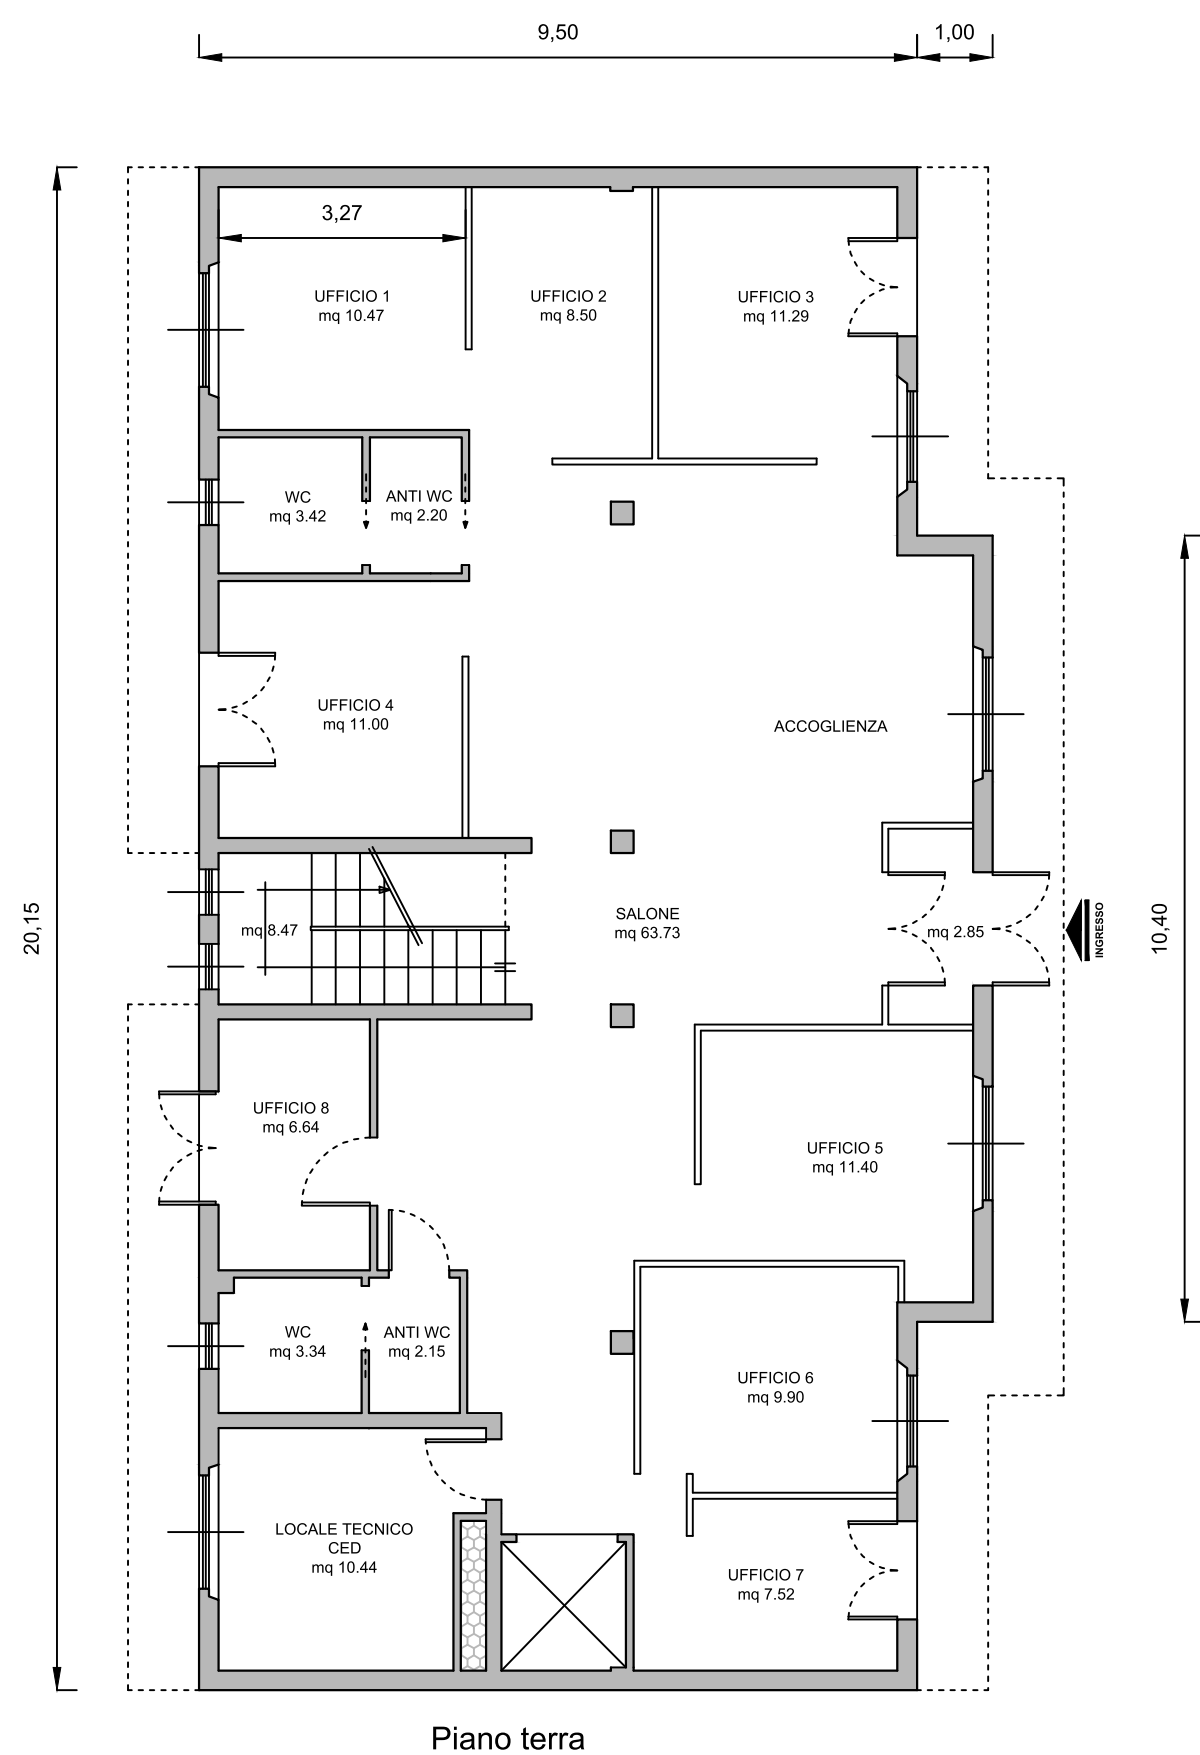 9,50
1,00
3,27
UFFICIO 1
mq 10.47
UFFICIO 2
mq 8.50
UFFICIO 3
mq 11.29
WC
mq 3.42
ANTI WC
mq 2.20
UFFICIO 4
mq 11.00
ACCOGLIENZA
20,15
mq 8.47
SALONE
mq 63.73
mq 2.85
INGRESSO
10,40
UFFICIO 8
mq 6.64
UFFICIO 5
mq 11.40
WC
mq 3.34
ANTI WC
mq 2.15
UFFICIO 6
mq 9.90
LOCALE TECNICO
CED
mq 10.44
UFFICIO 7
mq 7.52
Piano terra